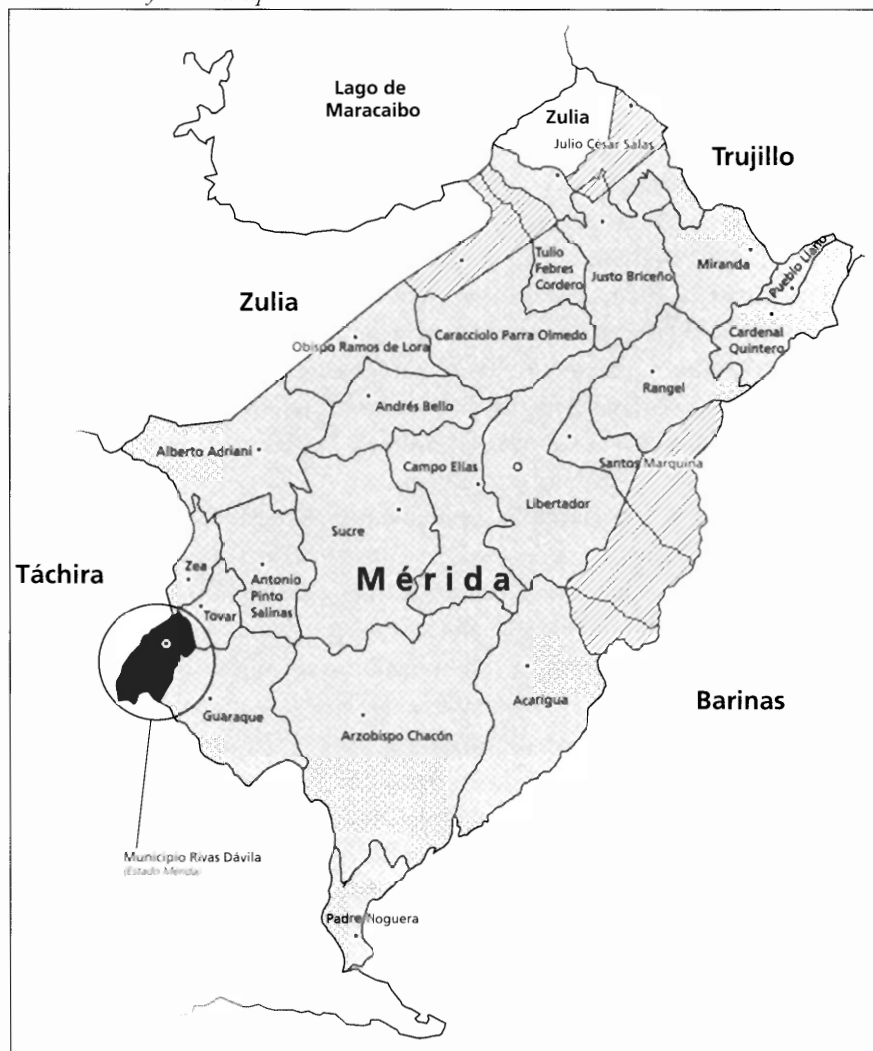 Lago de
Maracaibo
Zulia
Julio César Salas
Trujillo
Tulio
Febres
Cordero
Justo Briceño
Miranda
Pueblo Llano
Zulia
Cardenal
Quintero
Obispo Ramos de Lora
Caracciolo Parra Olmedo
Rangel
Andrés Bello
Alberto Adriani
Campo Elías
Santos Marquina
Libertador
Sucre
Táchira
Zea
Antonio
Pinto
Salinas
Mérida
Tovar
Acarigua
Barinas
Guaraque
Arzobispo Chacón
Municipio Rivas Dávila
(Estado Mérida)
Padre Noguera